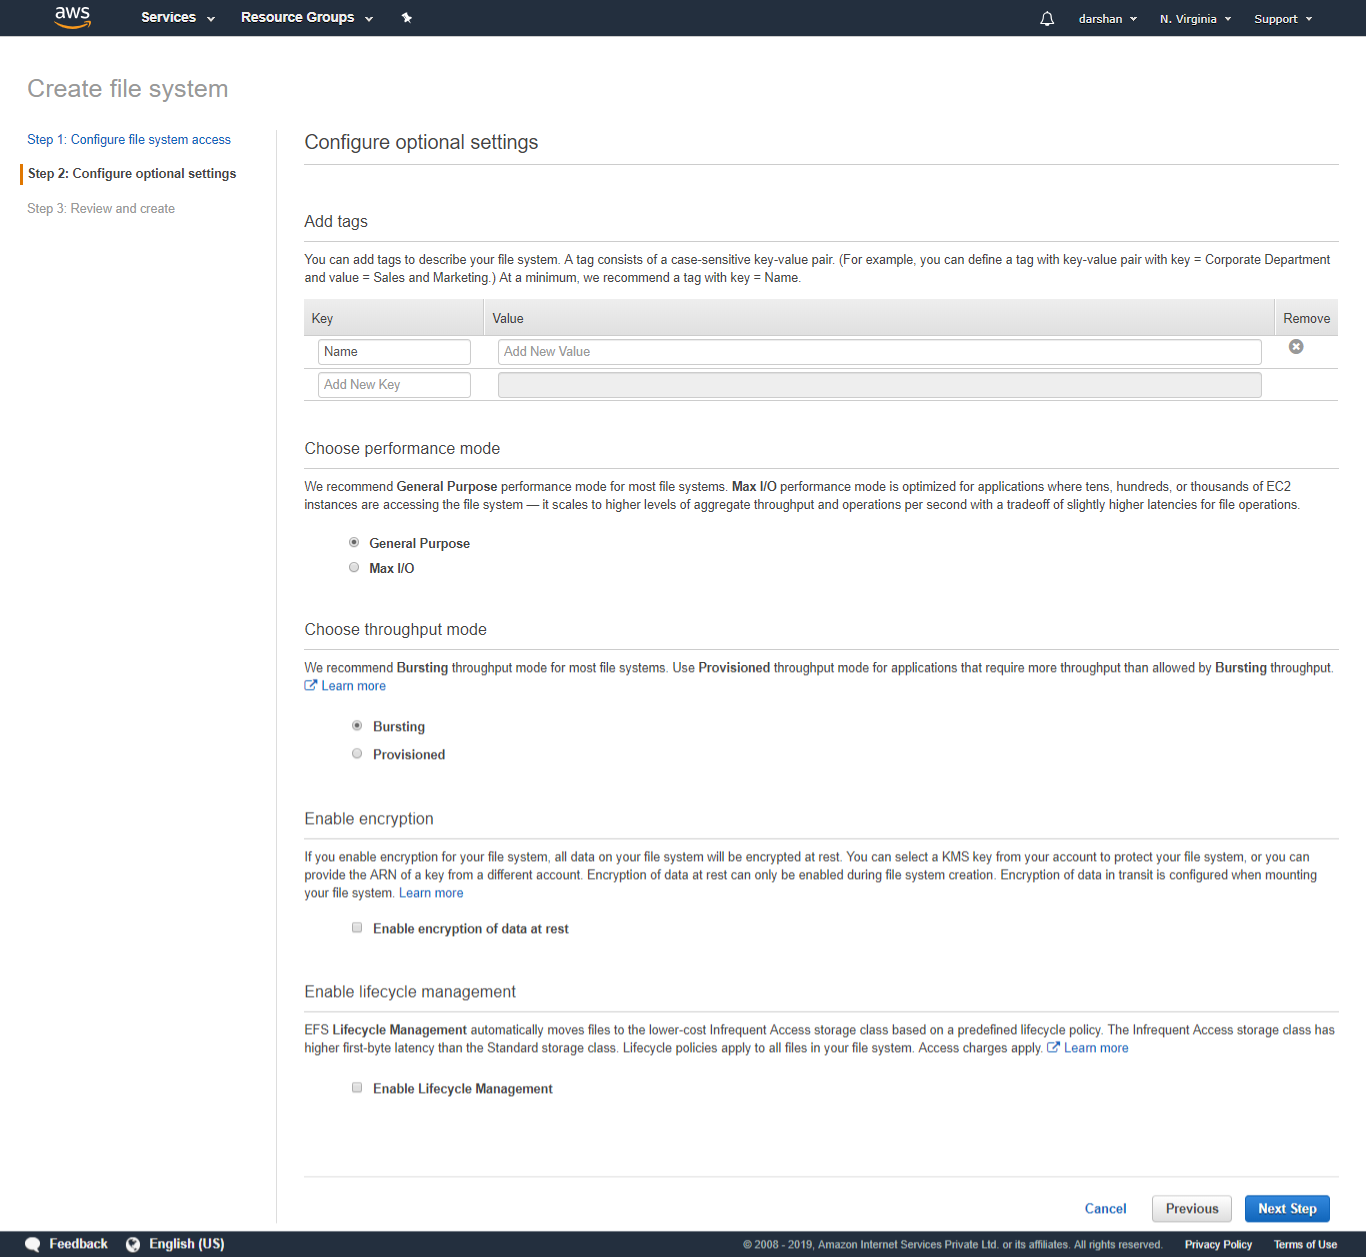 aws Services Resource Groups darshan N. Virginia Support
Create file system
Step 1: Configure file system access
Step 2: Configure optional settings
Step 3: Review and create
Configure optional settings
Add tags
You can add tags to describe your file system. A tag consists of a case-sensitive key-value pair. (For example, you can define a tag with key-value pair with key = Corporate Department
and value = Sales and Marketing.) At a minimum, we recommend a tag with key = Name.
Key Value Remove
Name Add New Value
Add New Key
Choose performance mode
We recommend General Purpose performance mode for most file systems. Max I/O performance mode is optimized for applications where tens, hundreds, or thousands of EC2
instances are accessing the file system — it scales to higher levels of aggregate throughput and operations per second with a tradeoff of slightly higher latencies for file operations.
General Purpose
Max I/O
Choose throughput mode
We recommend Bursting throughput mode for most file systems. Use Provisioned throughput mode for applications that require more throughput than allowed by Bursting throughput.
Learn more
Bursting
Provisioned
Enable encryption
If you enable encryption for your file system, all data on your file system will be encrypted at rest. You can select a KMS key from your account to protect your file system, or you can
provide the ARN of a key from a different account. Encryption of data at rest can only be enabled during file system creation. Encryption of data in transit is configured when mounting
your file system. Learn more
Enable encryption of data at rest
Enable lifecycle management
EFS Lifecycle Management automatically moves files to the lower-cost Infrequent Access storage class based on a predefined lifecycle policy. The Infrequent Access storage class has
higher first-byte latency than the Standard storage class. Lifecycle policies apply to all files in your file system. Access charges apply. Learn more
Enable Lifecycle Management
Cancel Previous Next Step
Feedback English (US) © 2008 - 2019, Amazon Internet Services Private Ltd. or its affiliates. All rights reserved. Privacy Policy Terms of Use